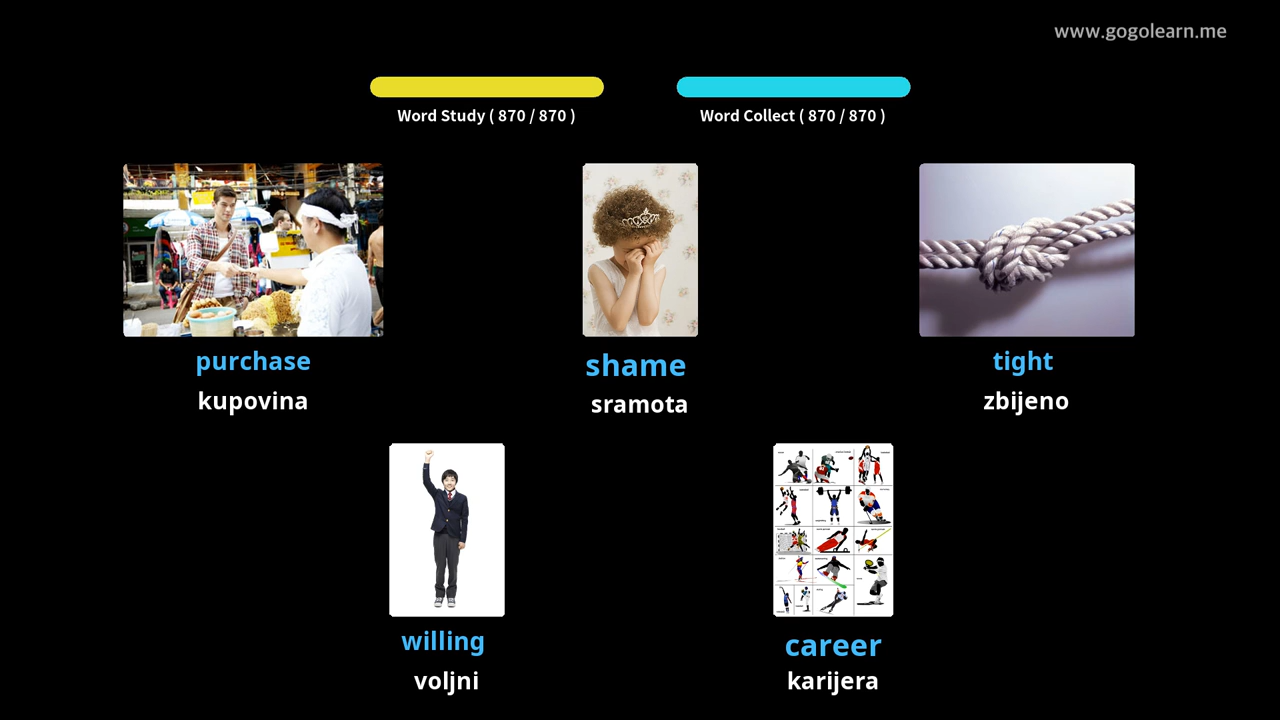 www.gogolearn.me
Word Study ( 870 / 870 )
Word Collect ( 870 / 870 )
purchase
kupovina
shame
sramota
tight
zbijeno
willing
voljni
career
karijera